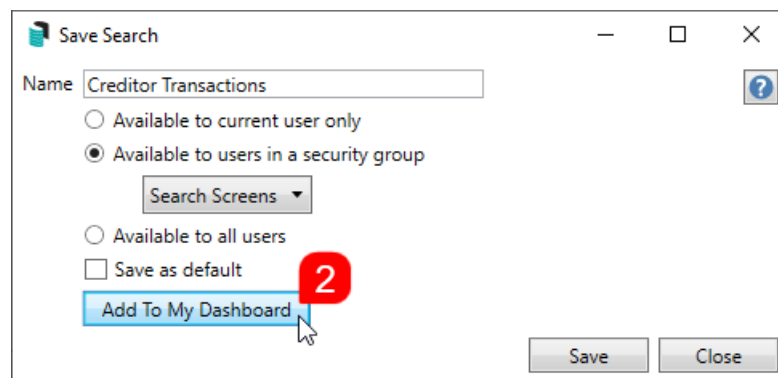 Save Search
Name Creditor Transactions
?
Available to current user only
Available to users in a security group
Search Screens
Available to all users
Save as default
2
Add To My Dashboard
Save Close